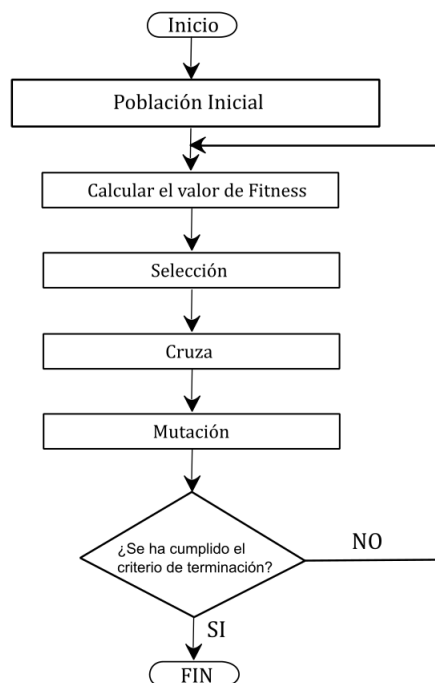 Inicio
Población Inicial
Calcular el valor de Fitness
Selección
Cruza
Mutación
¿Se ha cumplido el
criterio de terminación?
NO
SI
FIN